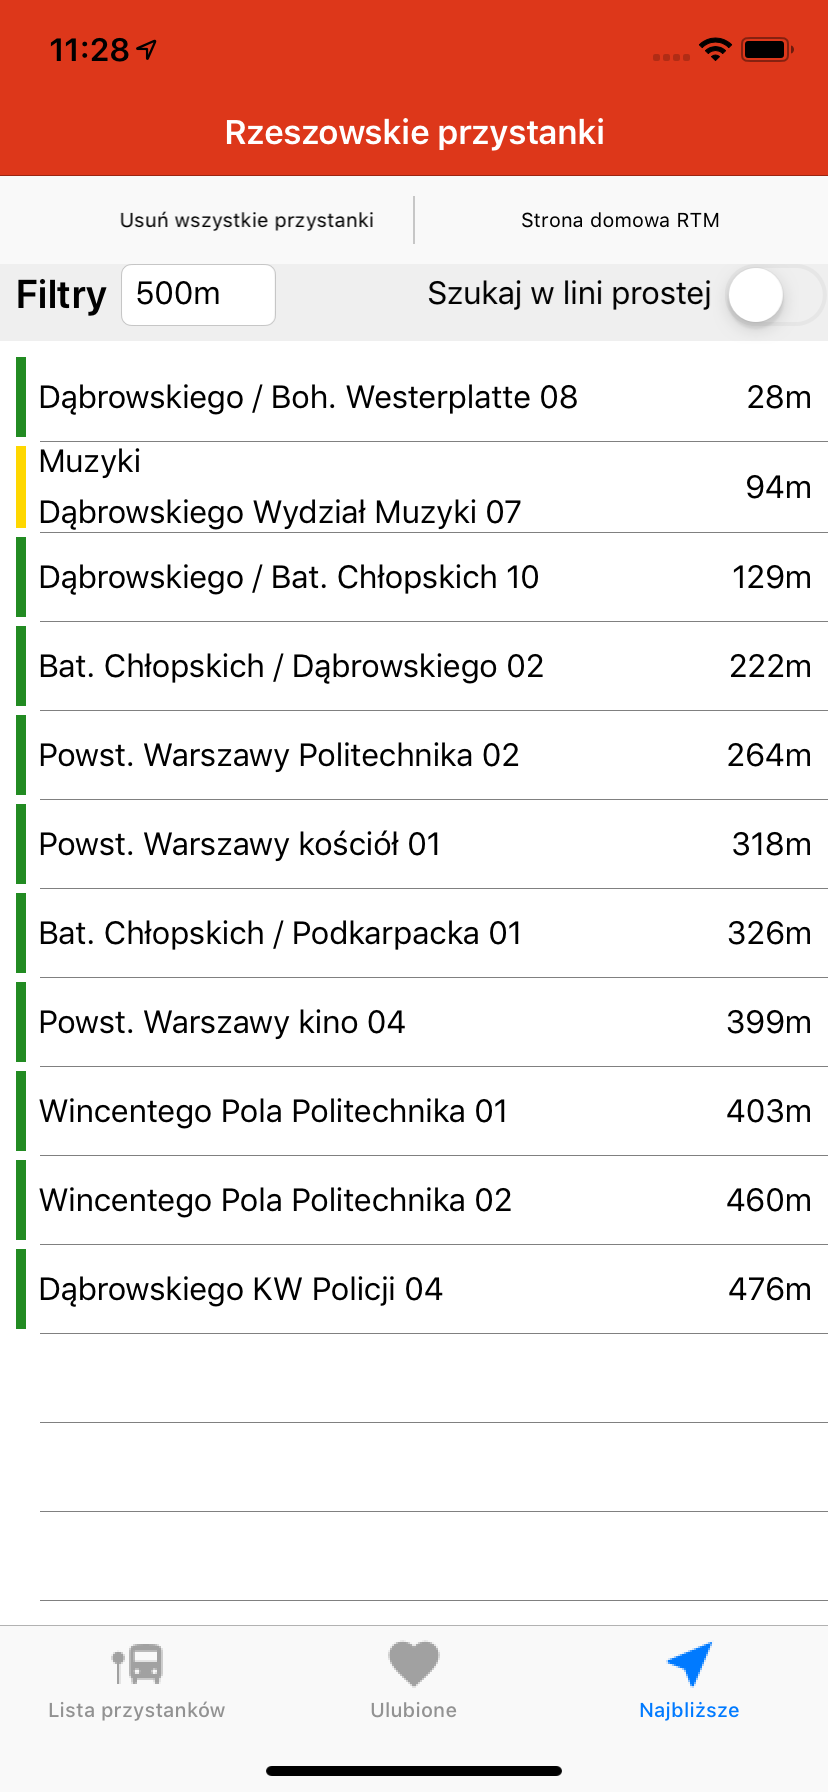 11:28
Rzeszowskie przystanki
Usuń wszystkie przystanki
Strona domowa RTM
Filtry 500m Szukaj w lini prostej
Dąbrowskiego / Boh. Westerplatte 08 28m
Muzyki
Dąbrowskiego Wydział Muzyki 07 94m
Dąbrowskiego / Bat. Chłopskich 10 129m
Bat. Chłopskich / Dąbrowskiego 02 222m
Powst. Warszawy Politechnika 02 264m
Powst. Warszawy kościół 01 318m
Bat. Chłopskich / Podkarpacka 01 326m
Powst. Warszawy kino 04 399m
Wincentego Pola Politechnika 01 403m
Wincentego Pola Politechnika 02 460m
Dąbrowskiego KW Policji 04 476m
Lista przystanków Ulubione Najbliższe